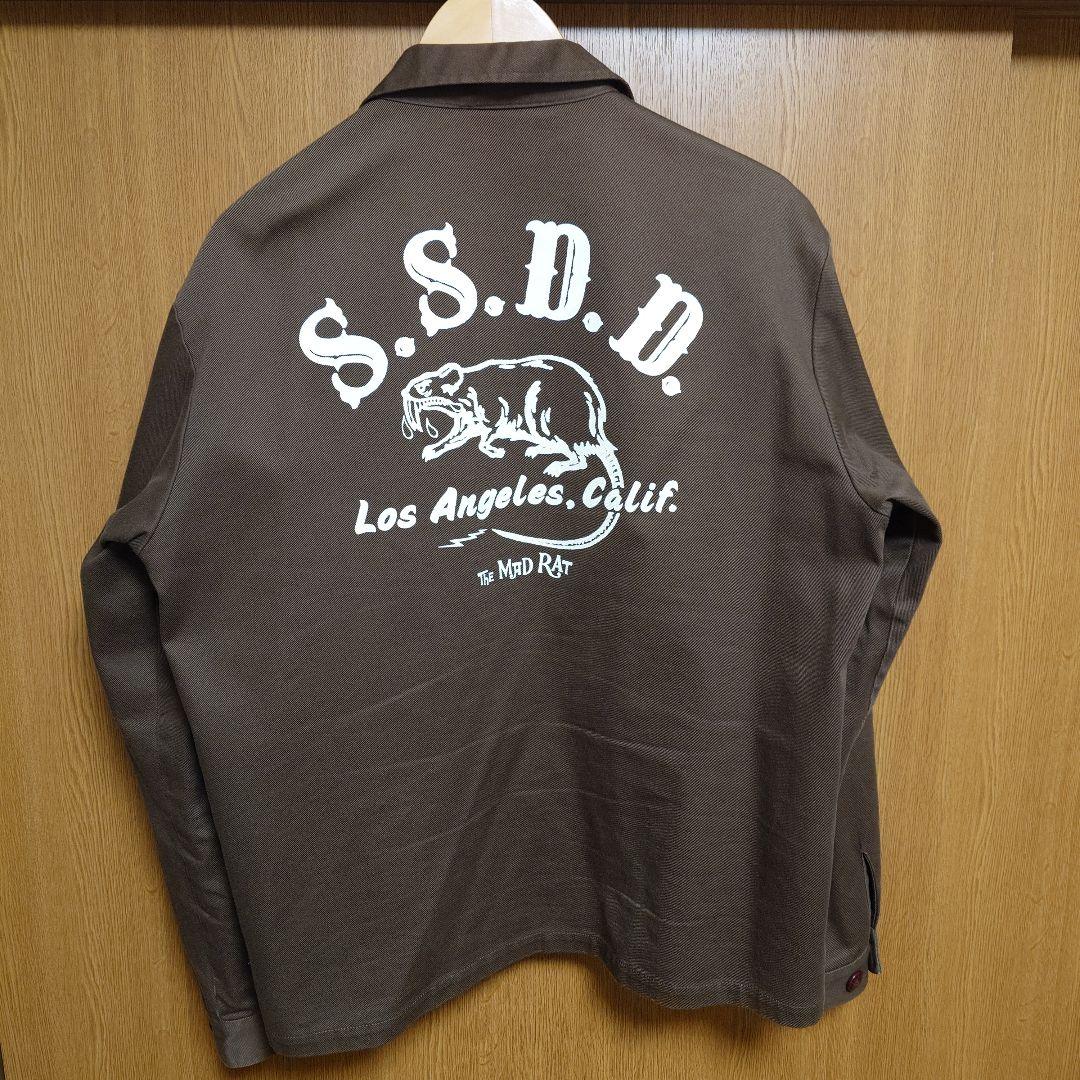 S.S.D.D.
Los Angeles, Calif.
The MAD RAT